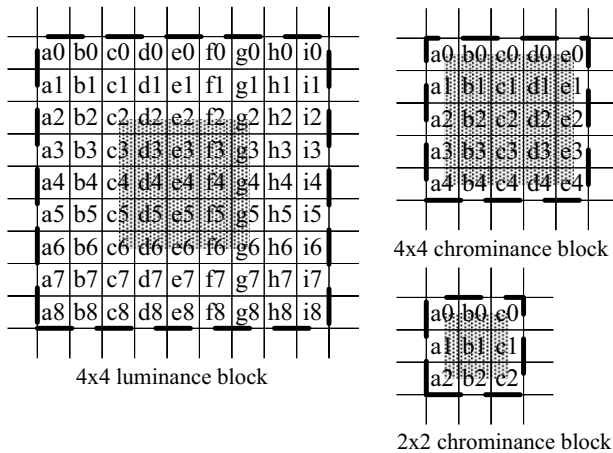 a0 b0 c0 d0 e0 f0 g0 h0 i0
a1 b1 c1 d1 e1 f1 g1 h1 i1
a2 b2 c2 d2 e2 f2 g2 h2 i2
a3 b3 c3 d3 e3 f3 g3 h3 i3
a4 b4 c4 d4 e4 f4 g4 h4 i4
a5 b5 c5 d5 e5 f5 g5 h5 i5
a6 b6 c6 d6 e6 f6 g6 h6 i6
a7 b7 c7 d7 e7 f7 g7 h7 i7
a8 b8 c8 d8 e8 f8 g8 h8 i8
4x4 luminance block
a0 b0 c0 d0 e0
a1 b1 c1 d1 e1
a2 b2 c2 d2 e2
a3 b3 c3 d3 e3
a4 b4 c4 d4 e4
4x4 chrominance block
a0 b0 c0
a1 b1 c1
a2 b2 c2
2x2 chrominance block